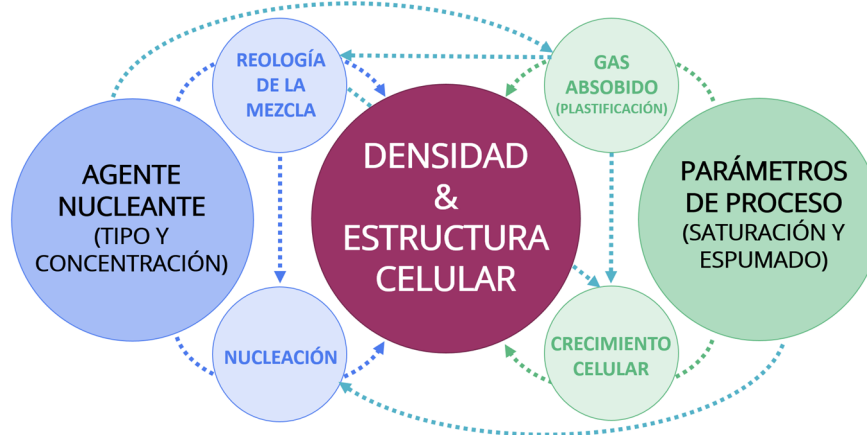 REOLOGÍA
DE LA
MEZCLA
GAS
ABSOBIDO
(PLASTIFICACIÓN)
AGENTE
NUCLEANTE
(TIPO Y
CONCENTRACIÓN)
DENSIDAD
&
ESTRUCTURA
CELULAR
PARÁMETROS
DE PROCESO
(SATURACIÓN Y
ESPUMADO)
NUCLEACIÓN
CRECIMIENTO
CELULAR